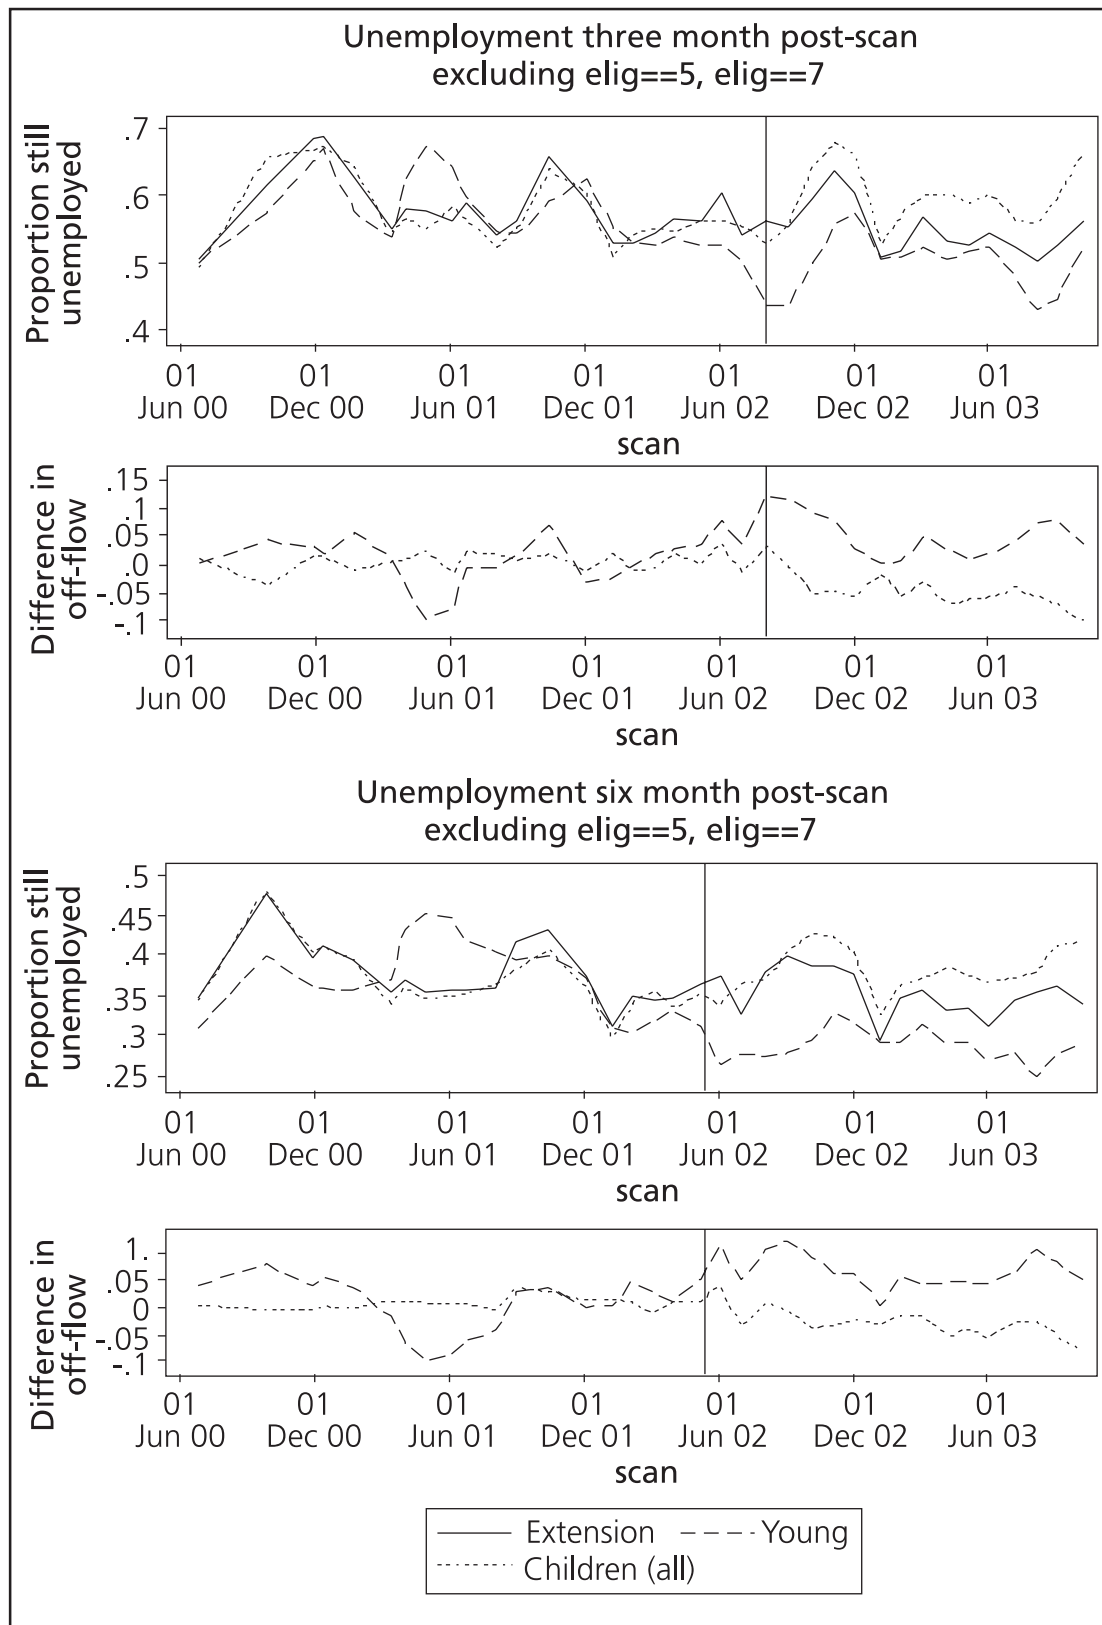 Unemployment three month post-scan
excluding elig==5, elig==7
Proportion still
unemployed
.7
.6
.5
.4
01 01 01 01 01 01 01
Jun 00 Dec 00 Jun 01 Dec 01 Jun 02 Dec 02 Jun 03
scan
Difference in
off-flow
.15
.1
.05
.0
-.05
-.1
01 01 01 01 01 01 01
Jun 00 Dec 00 Jun 01 Dec 01 Jun 02 Dec 02 Jun 03
scan
Unemployment six month post-scan
excluding elig==5, elig==7
Proportion still
unemployed
.5
.45
.4
.35
.3
.25
01 01 01 01 01 01 01
Jun 00 Dec 00 Jun 01 Dec 01 Jun 02 Dec 02 Jun 03
scan
Difference in
off-flow
1.
.05
0
-.05
-.1
01 01 01 01 01 01 01
Jun 00 Dec 00 Jun 01 Dec 01 Jun 02 Dec 02 Jun 03
scan
Extension Young
Children (all)